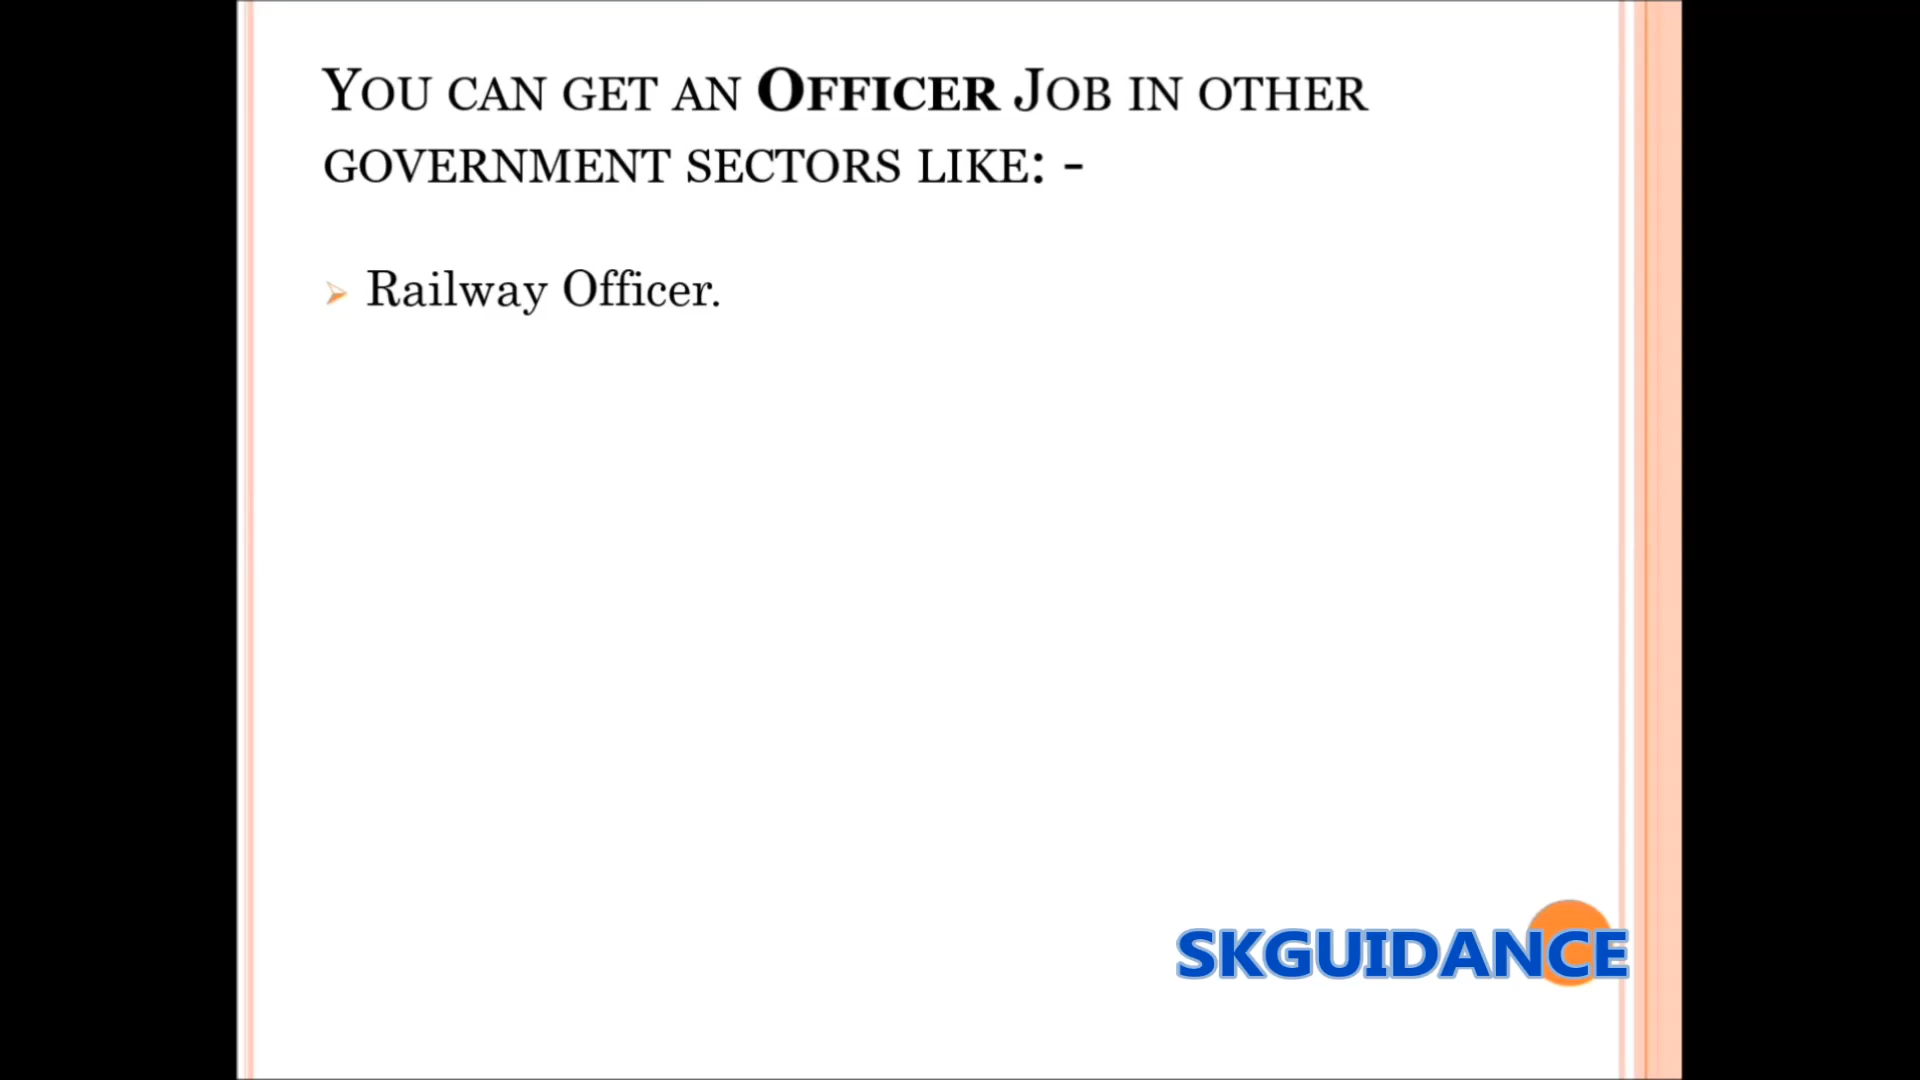 You can get an Officer Job in other
government sectors like: -
Railway Officer.
SKGUIDANCE